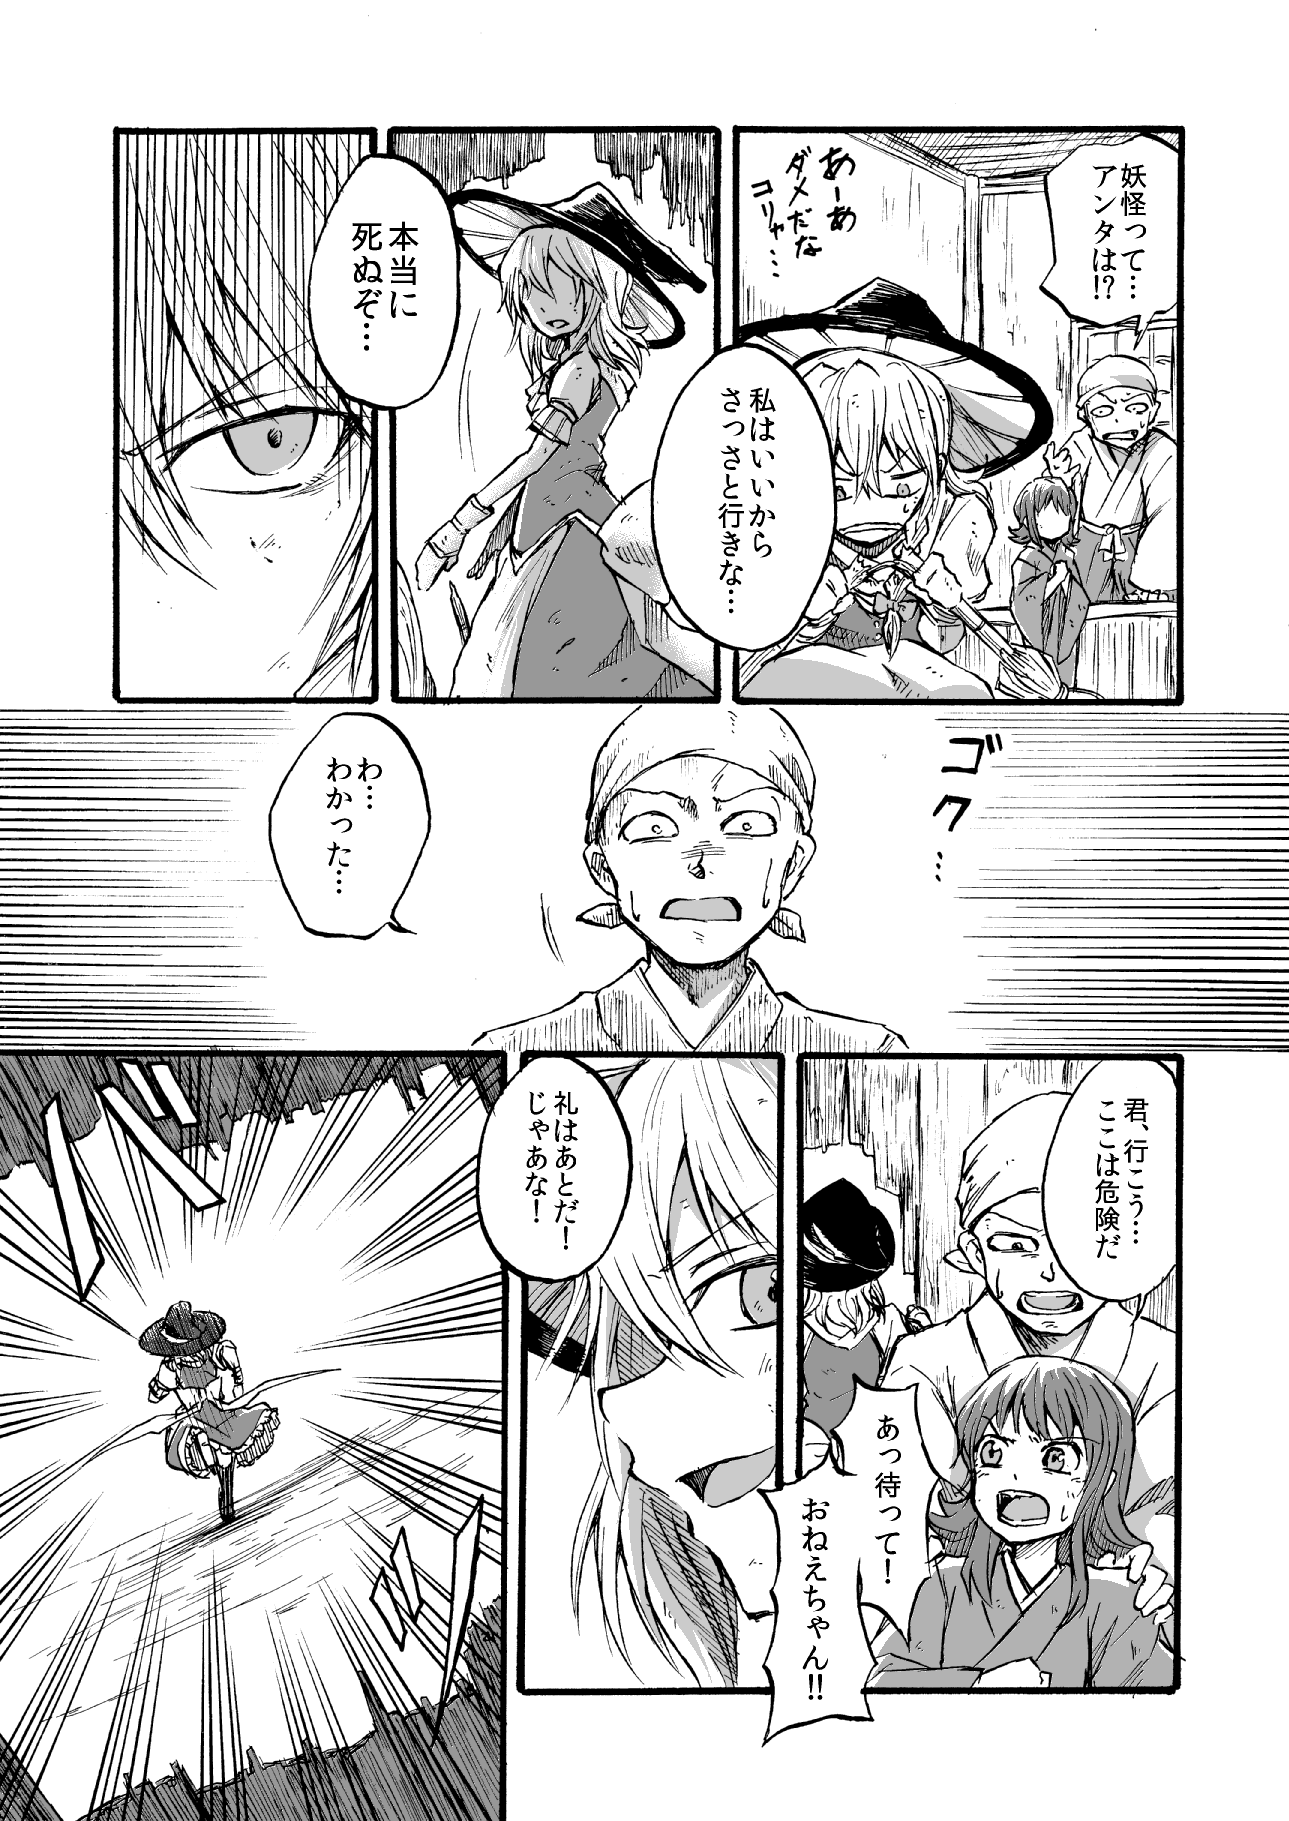 妖怪って…
アンタは!?
あーあ
ダメだな
コリャ…
私はいいから
さっさと行きな…
本当に
死ぬぞ…
ゴク…
わ…
わかった…
君、行こう…
ここは危険だ
あっ待って！
おねえちゃん!!
礼はあとだ！
じゃあな！
バッ